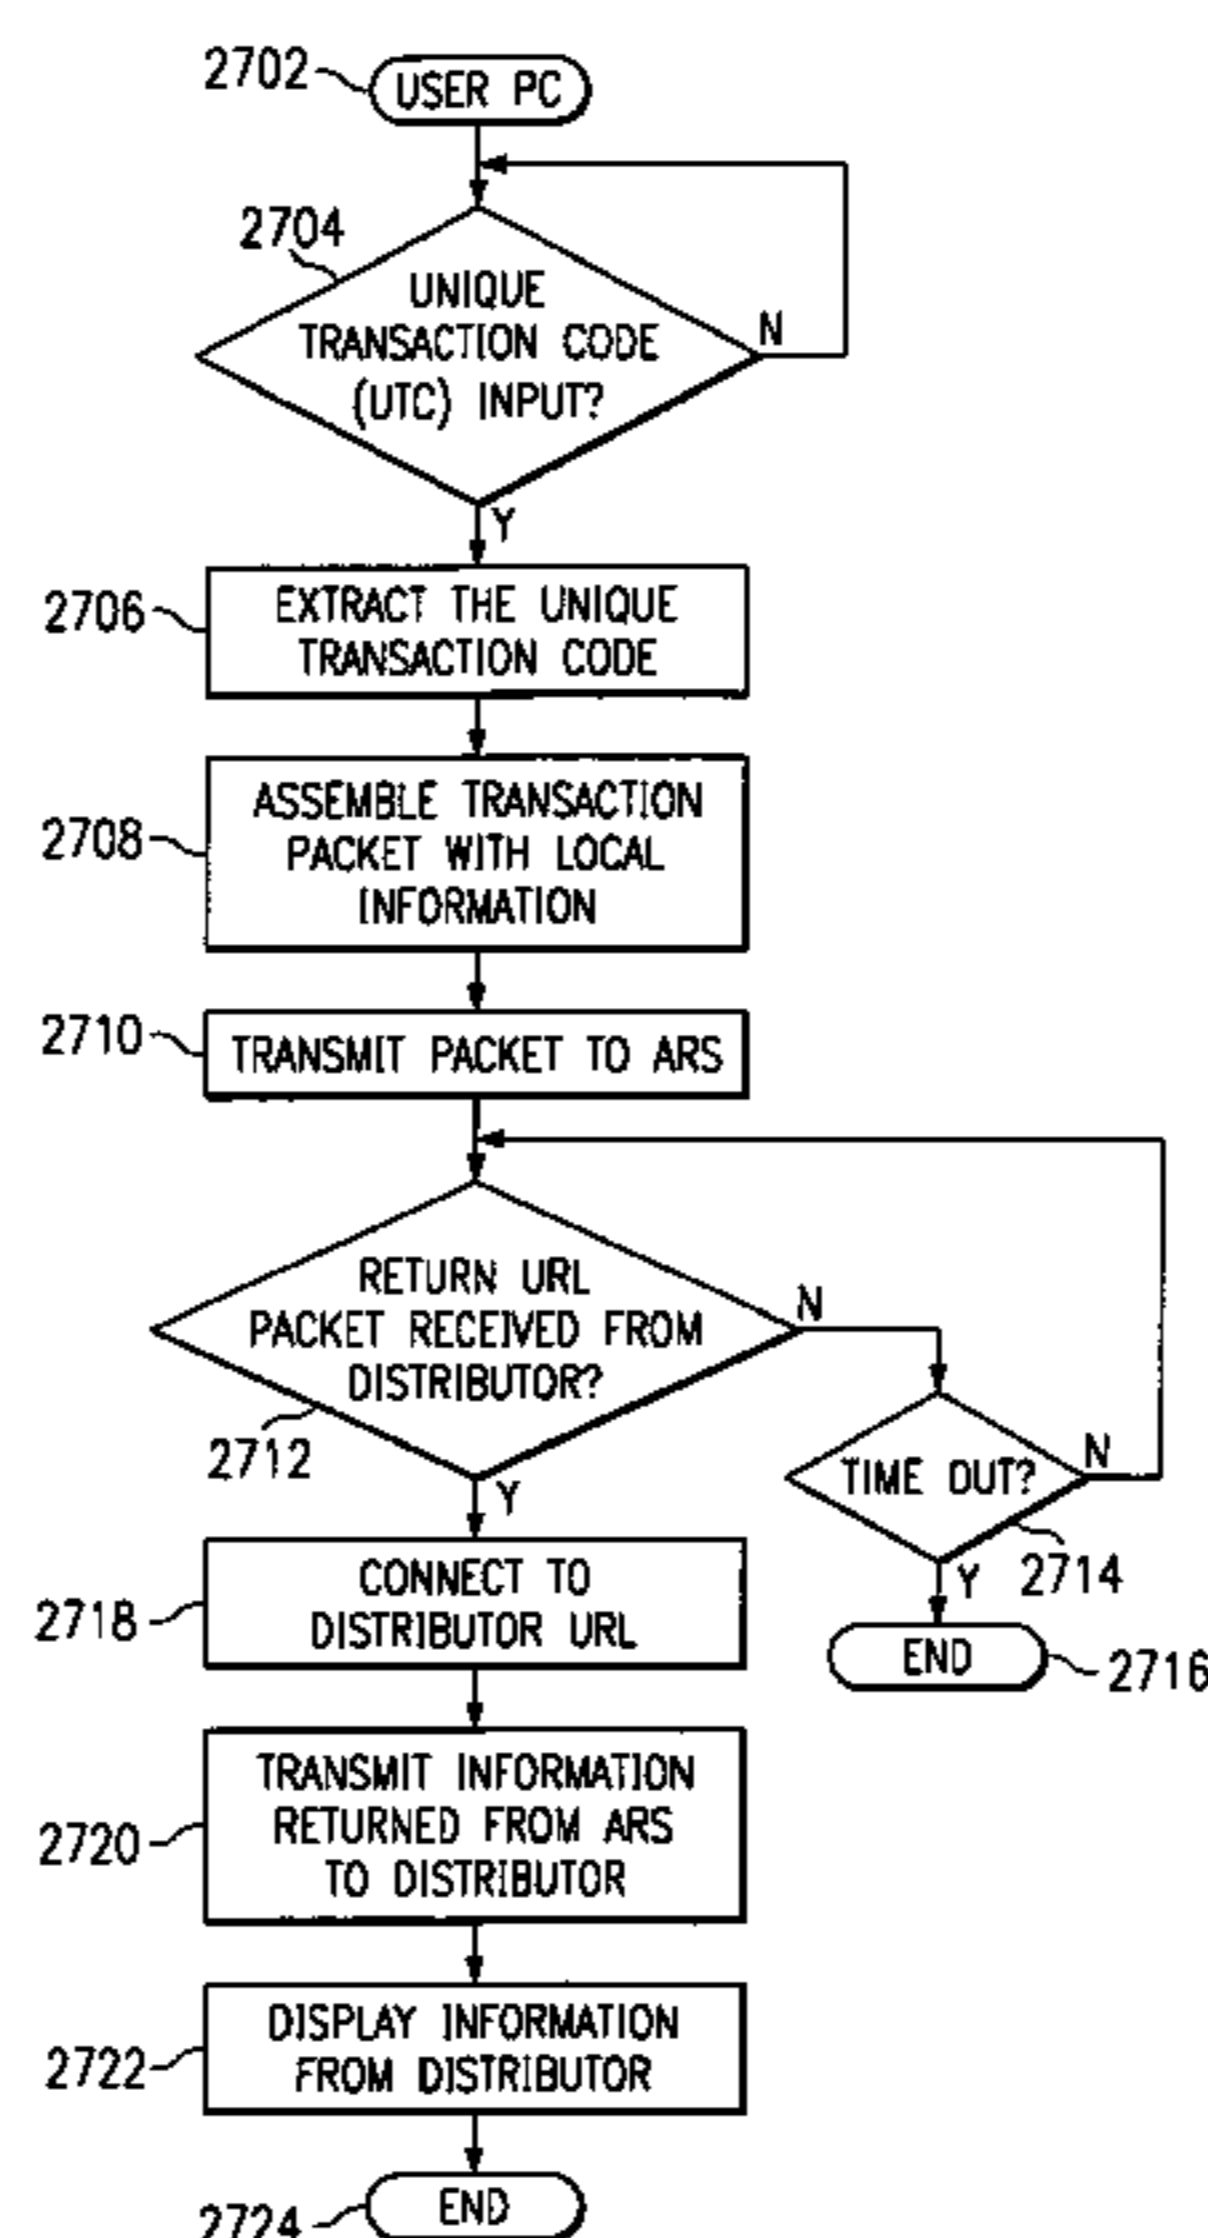 2702
USER PC
2704
UNIQUE
TRANSACTION CODE
(UTC) INPUT?
N
Y
2706
EXTRACT THE UNIQUE
TRANSACTION CODE
2708
ASSEMBLE TRANSACTION
PACKET WITH LOCAL
INFORMATION
2710
TRANSMIT PACKET TO ARS
RETURN URL
PACKET RECEIVED FROM
DISTRIBUTOR?
N
2712
Y
TIME OUT?
N
2714
Y
END
2716
2718
CONNECT TO
DISTRIBUTOR URL
2720
TRANSMIT INFORMATION
RETURNED FROM ARS
TO DISTRIBUTOR
2722
DISPLAY INFORMATION
FROM DISTRIBUTOR
2724
END